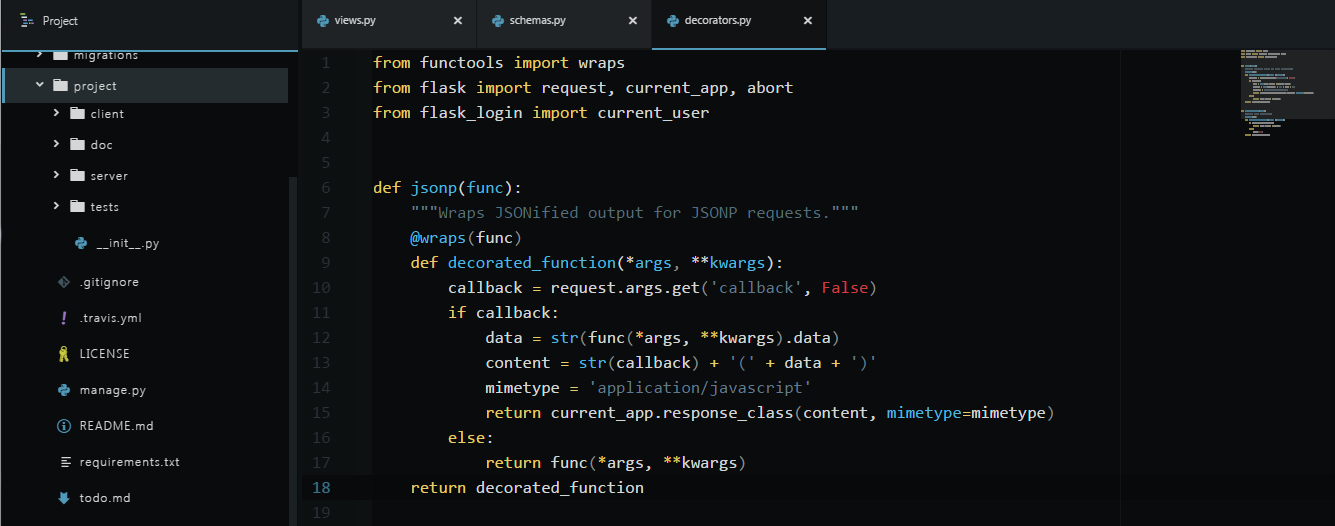 Project
migrations
project
client
doc
server
tests
__init__.py
.gitignore
.travis.yml
LICENSE
manage.py
README.md
requirements.txt
todo.md
views.py × schemas.py × decorators.py ×
1 from functools import wraps
2 from flask import request, current_app, abort
3 from flask_login import current_user
4
5
6 def jsonp(func):
7     """Wraps JSONified output for JSONP requests."""
8     @wraps(func)
9     def decorated_function(*args, **kwargs):
10         callback = request.args.get('callback', False)
11         if callback:
12             data = str(func(*args, **kwargs).data)
13             content = str(callback) + '(' + data + ')'
14             mimetype = 'application/javascript'
15             return current_app.response_class(content, mimetype=mimetype)
16         else:
17             return func(*args, **kwargs)
18     return decorated_function
19